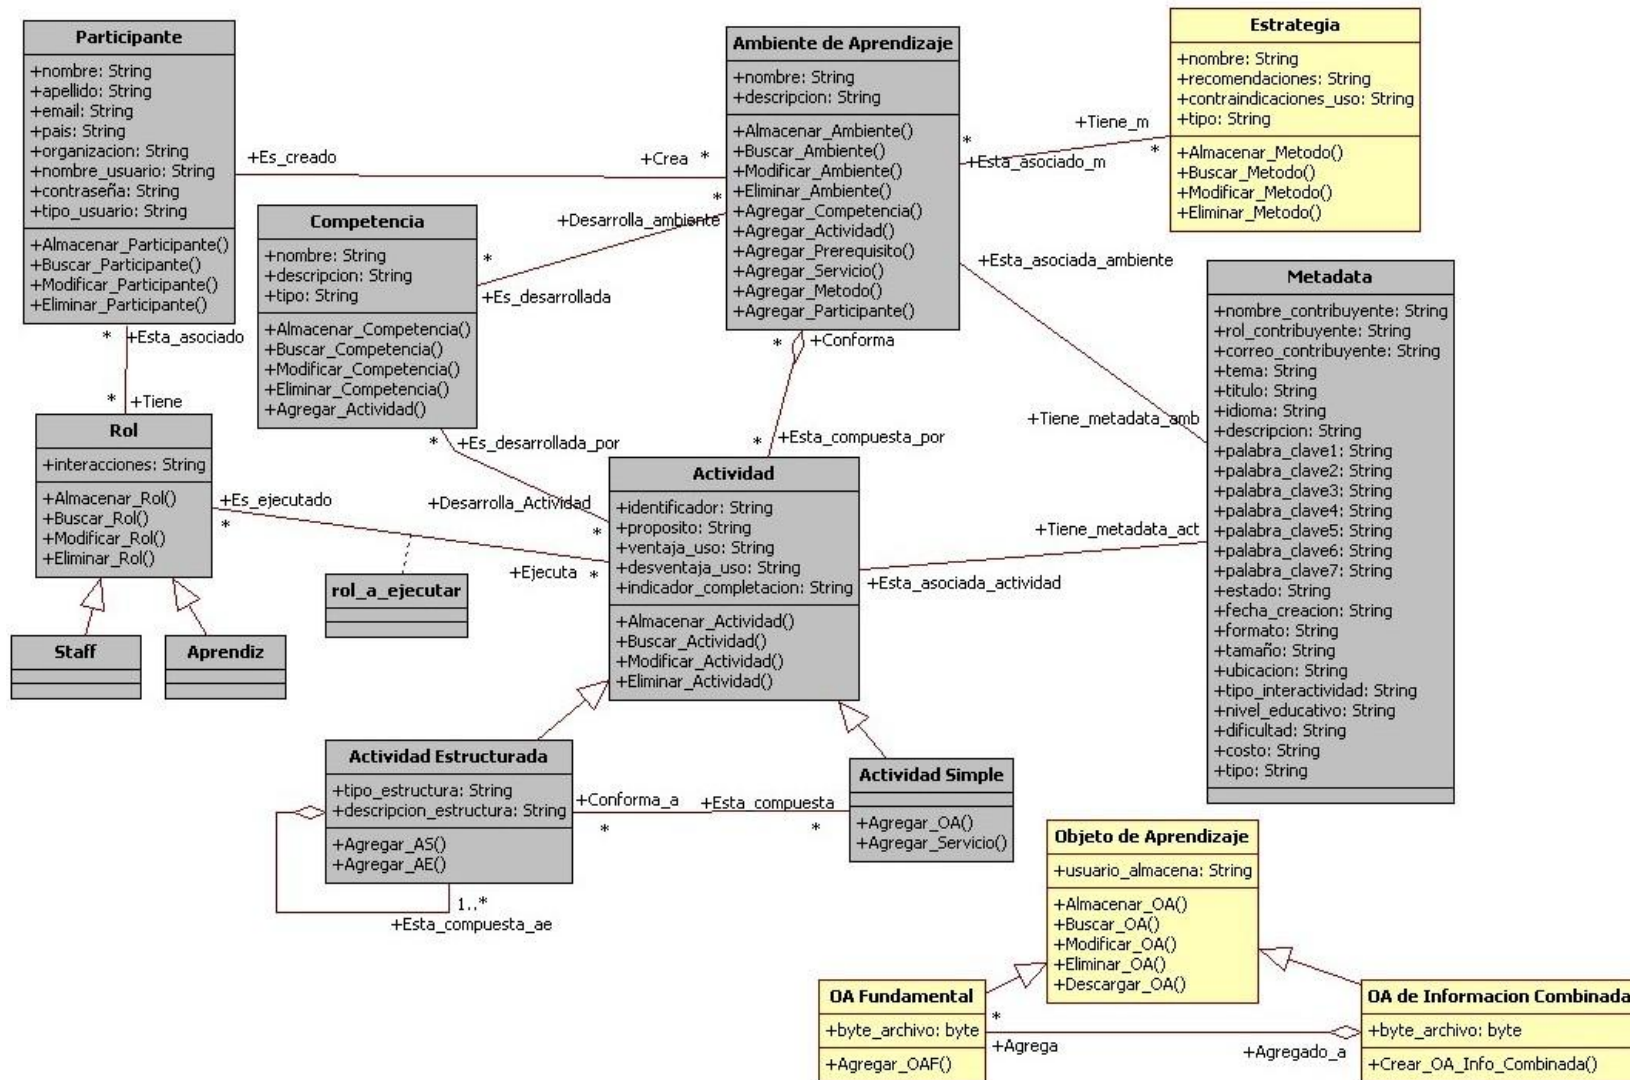 Participante
+nombre: String
+apellido: String
+email: String
+pais: String
+organizacion: String
+nombre_usuario: String
+contraseña: String
+tipo_usuario: String
+Almacenar_Participante()
+Buscar_Participante()
+Modificar_Participante()
+Eliminar_Participante()
Ambiente de Aprendizaje
+nombre: String
+descripcion: String
+Almacenar_Ambiente()
+Buscar_Ambiente()
+Modificar_Ambiente()
+Eliminar_Ambiente()
+Agregar_Competencia()
+Agregar_Actividad()
+Agregar_Prerequisito()
+Agregar_Servicio()
+Agregar_Metodo()
+Agregar_Participante()
Estrategia
+nombre: String
+recomendaciones: String
+contraindicaciones_uso: String
+tipo: String
+Almacenar_Metodo()
+Buscar_Metodo()
+Modificar_Metodo()
+Eliminar_Metodo()
+Es_creado
+Crea *
* +Tiene_m
* +Esta_asociado_m
Competencia
+nombre: String
+descripcion: String
+tipo: String
+Almacenar_Competencia()
+Buscar_Competencia()
+Modificar_Competencia()
+Eliminar_Competencia()
+Agregar_Actividad()
*
+Desarrolla_ambiente
*
+Es_desarrollada
+Esta_asociada_ambiente
+Tiene_metadata_amb
Metadata
+nombre_contribuyente: String
+rol_contribuyente: String
+correo_contribuyente: String
+tema: String
+titulo: String
+idioma: String
+descripcion: String
+palabra_clave1: String
+palabra_clave2: String
+palabra_clave3: String
+palabra_clave4: String
+palabra_clave5: String
+palabra_clave6: String
+palabra_clave7: String
+estado: String
+fecha_creacion: String
+formato: String
+tamaño: String
+ubicacion: String
+tipo_interactividad: String
+nivel_educativo: String
+dificultad: String
+costo: String
+tipo: String
* +Esta_asociado
* +Tiene
* +Conforma
* +Esta_compuesta_por
Rol
+interacciones: String
+Almacenar_Rol()
+Buscar_Rol()
+Modificar_Rol()
+Eliminar_Rol()
* +Es_desarrollada_por
+Desarrolla_Actividad
*
+Es_ejecutado
*
+Ejecuta *
rol_a_ejecutar
Actividad
+identificador: String
+proposito: String
+ventaja_uso: String
+desventaja_uso: String
+indicador_completacion: String
+Almacenar_Actividad()
+Buscar_Actividad()
+Modificar_Actividad()
+Eliminar_Actividad()
+Tiene_metadata_act
+Esta_asociada_actividad
Staff
Aprendiz
Actividad Estructurada
+tipo_estructura: String
+descripcion_estructura: String
+Agregar_AS()
+Agregar_AE()
+Conforma_a
*
+Esta_compuesta
*
Actividad Simple
+Agregar_OA()
+Agregar_Servicio()
1..*
+Esta_compuesta_ae
Objeto de Aprendizaje
+usuario_almacena: String
+Almacenar_OA()
+Buscar_OA()
+Modificar_OA()
+Eliminar_OA()
+Descargar_OA()
OA Fundamental
+byte_archivo: byte
+Agregar_OAF()
*
+Agrega
+Agregado_a
OA de Informacion Combinada
+byte_archivo: byte
+Crear_OA_Info_Combinada()